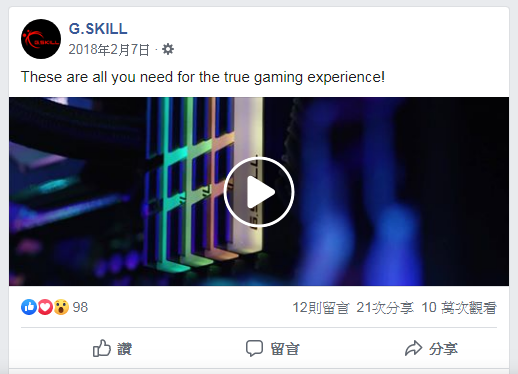 G.SKILL
G.SKILL
2018年2月7日 ·
These are all you need for the true gaming experience!
98
12則留言 21次分享 10 萬次觀看
讚 留言 分享